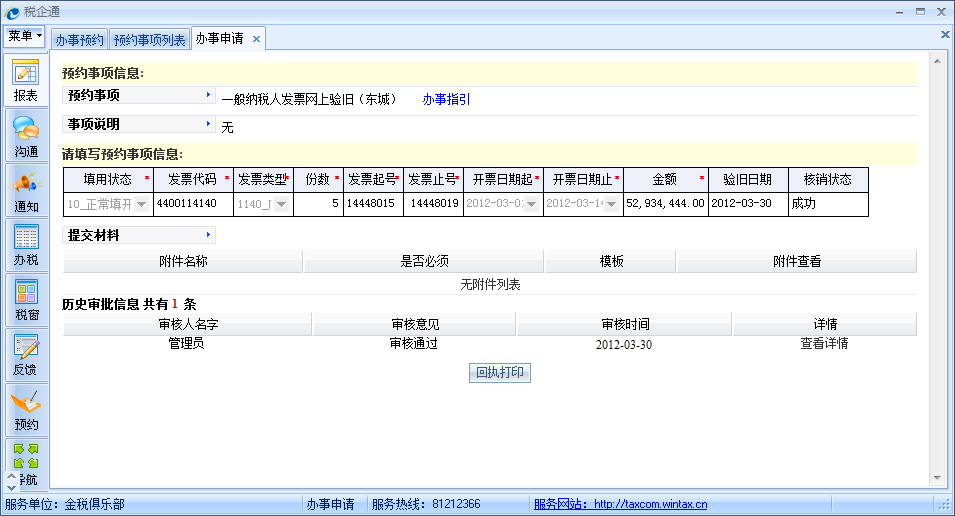 税企通
菜单 办事预约 预约事项列表 办事申请
报表
沟通
通知
办税
税窗
反馈
预约
导航
预约事项信息:
预约事项 一般纳税人发票网上验旧（东城） 办事指引
事项说明 无
请填写预约事项信息:
填用状态* 发票代码* 发票类型* 份数* 发票起号* 发票止号* 开票日期起* 开票日期止* 金额* 验旧日期 核销状态
10_正常填开 4400114140 1140_ 5 14448015 14448019 2012-03-0 2012-03-1 52,934,444.00 2012-03-30 成功
提交材料
附件名称 是否必须 模板 附件查看
无附件列表
历史审批信息 共有 1 条
审核人名字 审核意见 审核时间 详情
管理员 审核通过 2012-03-30 查看详情
回执打印
服务单位: 金税俱乐部 办事申请 服务热线: 81212366 服务网站: http://taxcom.wintax.cn